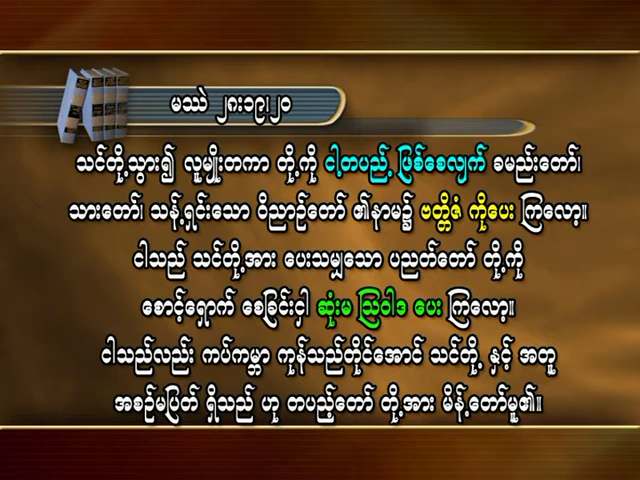 မဿဲ ၂၈း၁၉၊၂၀
သင်တို့သွား၍ လူမျိုးတကာ တို့ကို ငါ့တပည့် ဖြစ်စေလျက် ခမည်းတော်၊
သားတော်၊ သန့်ရှင်းသော ဝိညာဉ်တော် ၏နာမ၌ ဗတ္တိဇံ ကိုပေး ကြလော့။
ငါသည် သင်တို့အား ပေးသမျှသော ပညတ်တော် တို့ကို
စောင့်ရှောက် စေခြင်းငှါ ဆုံးမ ဩဝါဒ ပေး ကြလော့။
ငါသည်လည်း ကပ်ကမ္ဘာ ကုန်သည်တိုင်အောင် သင်တို့ နှင့် အတူ
အစဉ်မပြတ် ရှိသည် ဟု တပည့်တော် တို့အား မိန့်တော်မူ၏။